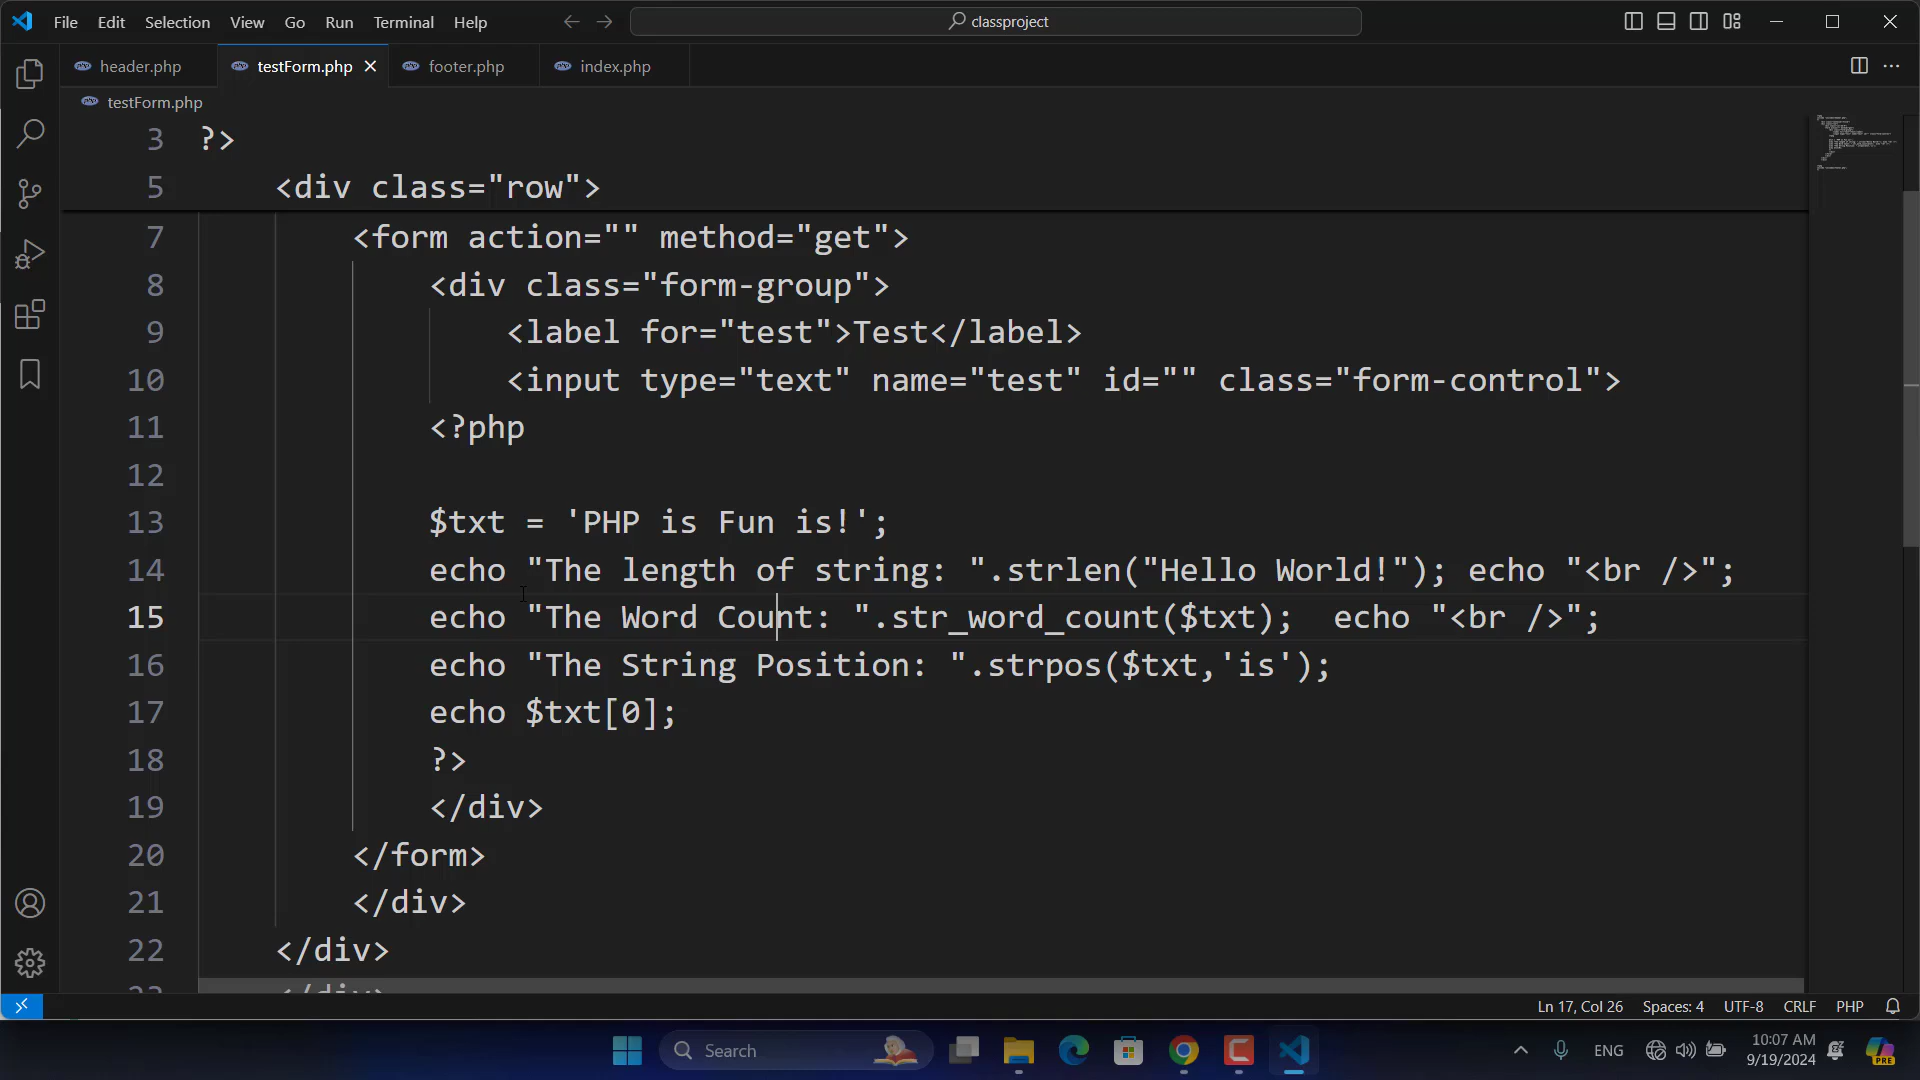 File Edit Selection View Go Run Terminal Help classproject
header.php testForm.php footer.php index.php
testForm.php
3 ?>
5 <div class="row">
7 <form action="" method="get">
8 <div class="form-group">
9 <label for="test">Test</label>
10 <input type="text" name="test" id="" class="form-control">
11 <?php
12
13 $txt = 'PHP is Fun is!';
14 echo "The length of string: ".strlen("Hello World!"); echo "<br />";
15 echo "The Word Count: ".str_word_count($txt);  echo "<br />";
16 echo "The String Position: ".strpos($txt,'is');
17 echo $txt[0];
18 ?>
19 </div>
20 </form>
21 </div>
22 </div>
23 </div>
Ln 17, Col 26 Spaces: 4 UTF-8 CRLF PHP
Search ENG 10:07 AM
9/19/2024
PRE